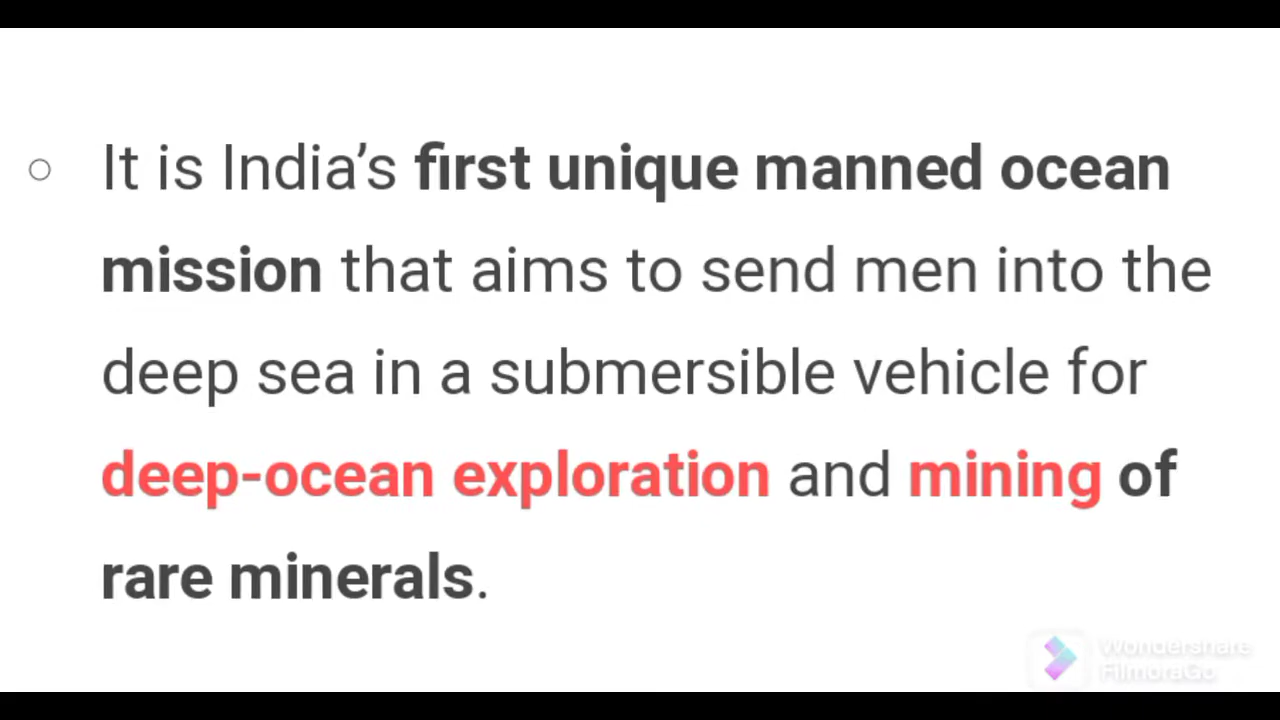 It is India’s first unique manned ocean
mission that aims to send men into the
deep sea in a submersible vehicle for
deep-ocean exploration and mining of
rare minerals.
Wondershare
FilmoraGo